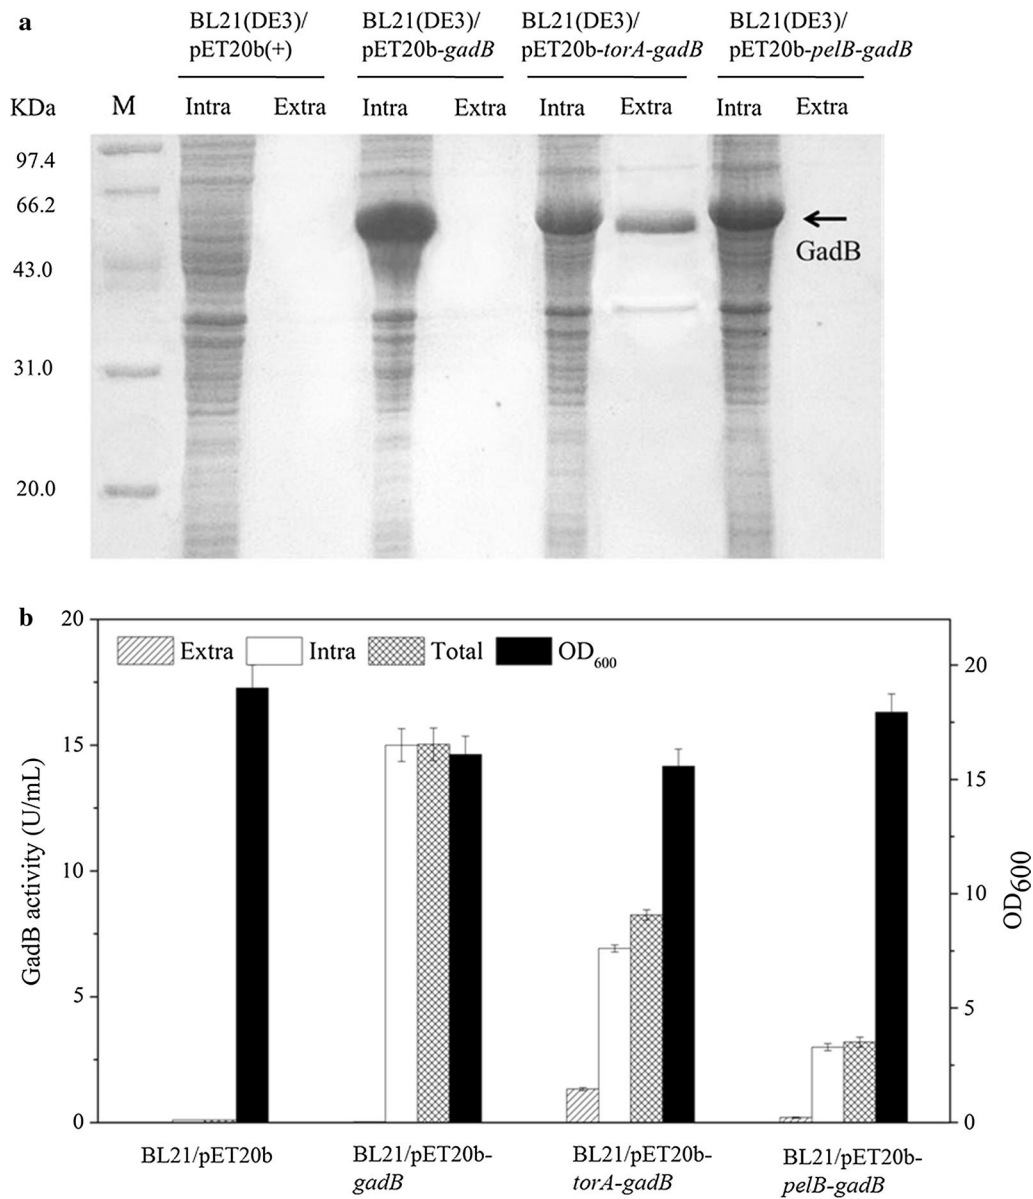 a
BL21(DE3)/ BL21(DE3)/ BL21(DE3)/ BL21(DE3)/
pET20b(+) pET20b-gadB pET20b-torA-gadB pET20b-pelB-gadB
KDa M Intra Extra Intra Extra Intra Extra Intra Extra
97.4
66.2
GadB
43.0
31.0
20.0
b
20
Extra Intra Total OD600
20
15
15
GadB activity (U/mL)
10
10
OD600
5
5
0
0
BL21/pET20b BL21/pET20b- BL21/pET20b- BL21/pET20b-
gadB torA-gadB pelB-gadB